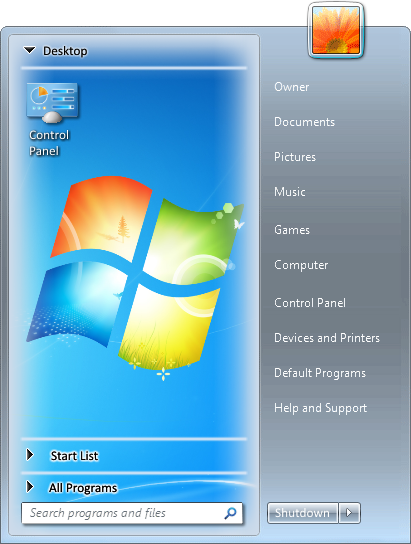 Desktop
Control
Panel
Start List
All Programs
Search programs and files
Owner
Documents
Pictures
Music
Games
Computer
Control Panel
Devices and Printers
Default Programs
Help and Support
Shutdown